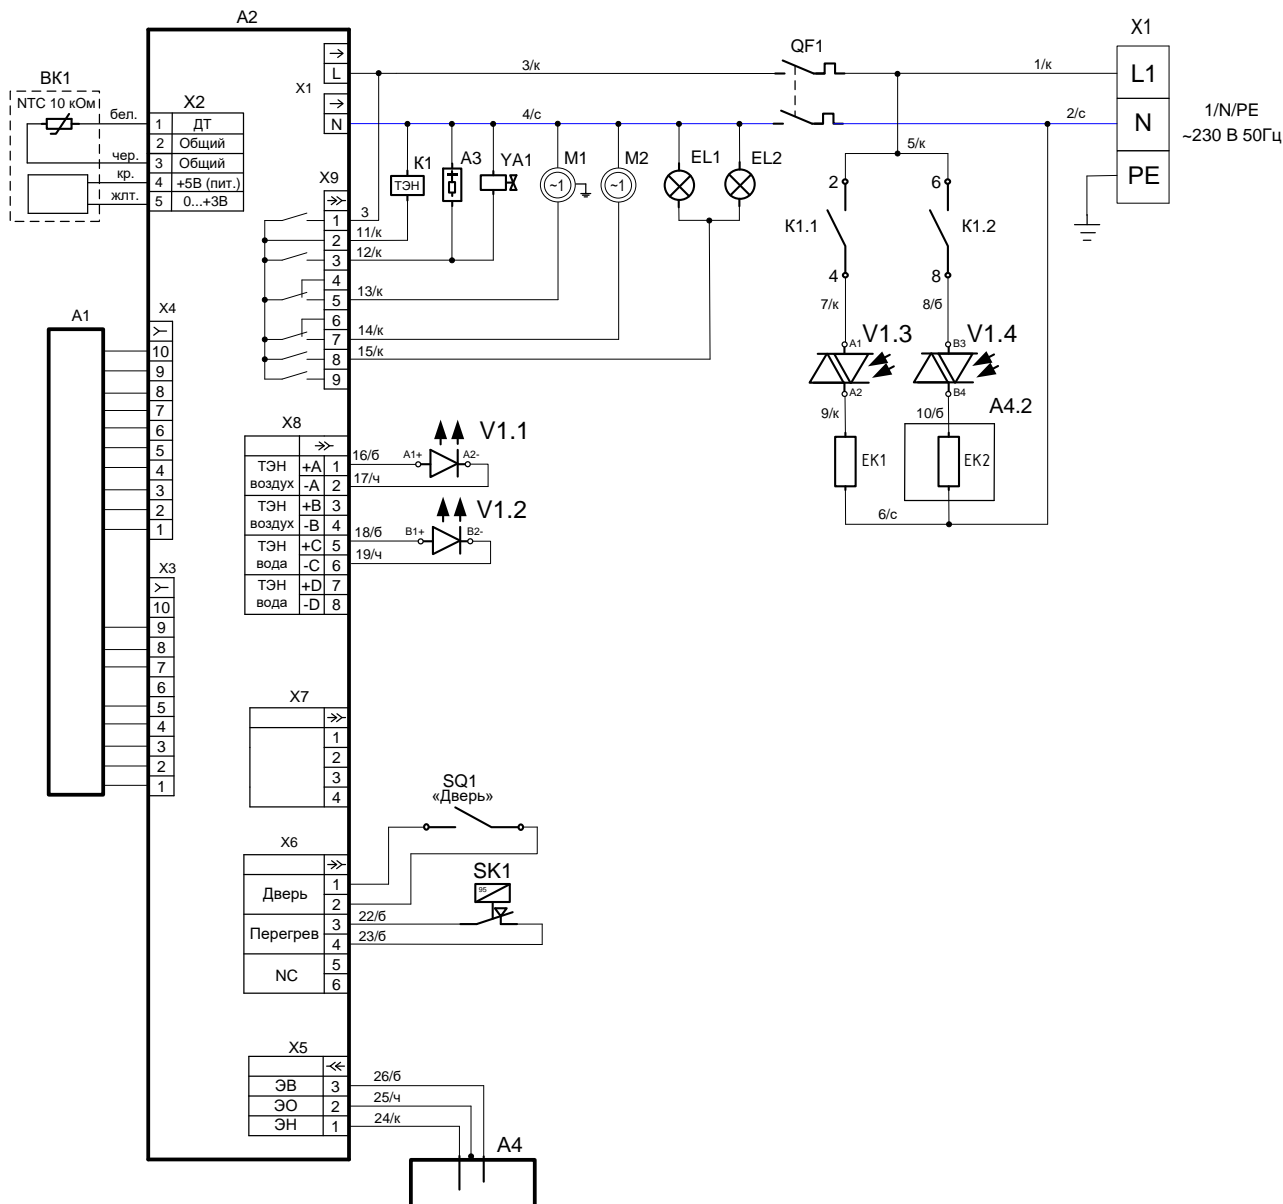 A2
X1
L
N
BK1
NTC 10 кОм
бел.
чер.
кр.
жлт.
X2
1 ДТ
2 Общий
3 Общий
4 +5В (пит.)
5 0...+3В
3/к
4/с
QF1
1/к
2/с
X1
L1
N
PE
1/N/PE
~230 В 50Гц
K1
ТЭН
A3
YA1
M1
~1
M2
~1
EL1
EL2
X9
1
2
3
4
5
6
7
8
9
3
11/к
12/к
13/к
14/к
15/к
5/к
2
6
K1.1
K1.2
4
8
7/к
8/б
A1
V1.3
A2
B3
V1.4
B4
A4.2
9/к
10/б
EK1
EK2
6/с
A1
X4
10
9
8
7
6
5
4
3
2
1
X3
10
9
8
7
6
5
4
3
2
1
X8
ТЭН воздух
+A 1
-A 2
ТЭН воздух
+B 3
-B 4
ТЭН вода
+C 5
-C 6
ТЭН вода
+D 7
-D 8
16/б
17/ч
A1+
A2-
V1.1
18/б
19/ч
B1+
B2-
V1.2
X7
1
2
3
4
SQ1
«Дверь»
X6
Дверь
1
2
Перегрев
3
4
NC
5
6
SK1
95
22/б
23/б
X5
ЭВ 3
ЭО 2
ЭН 1
26/б
25/ч
24/к
A4